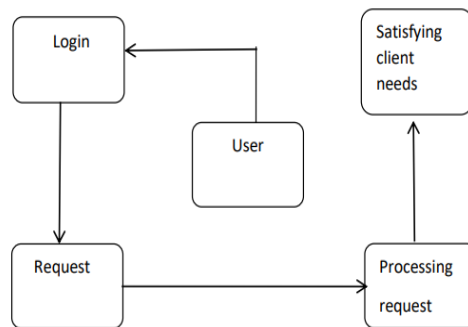 Login
Satisfying
client
needs
User
Request
Processing
request